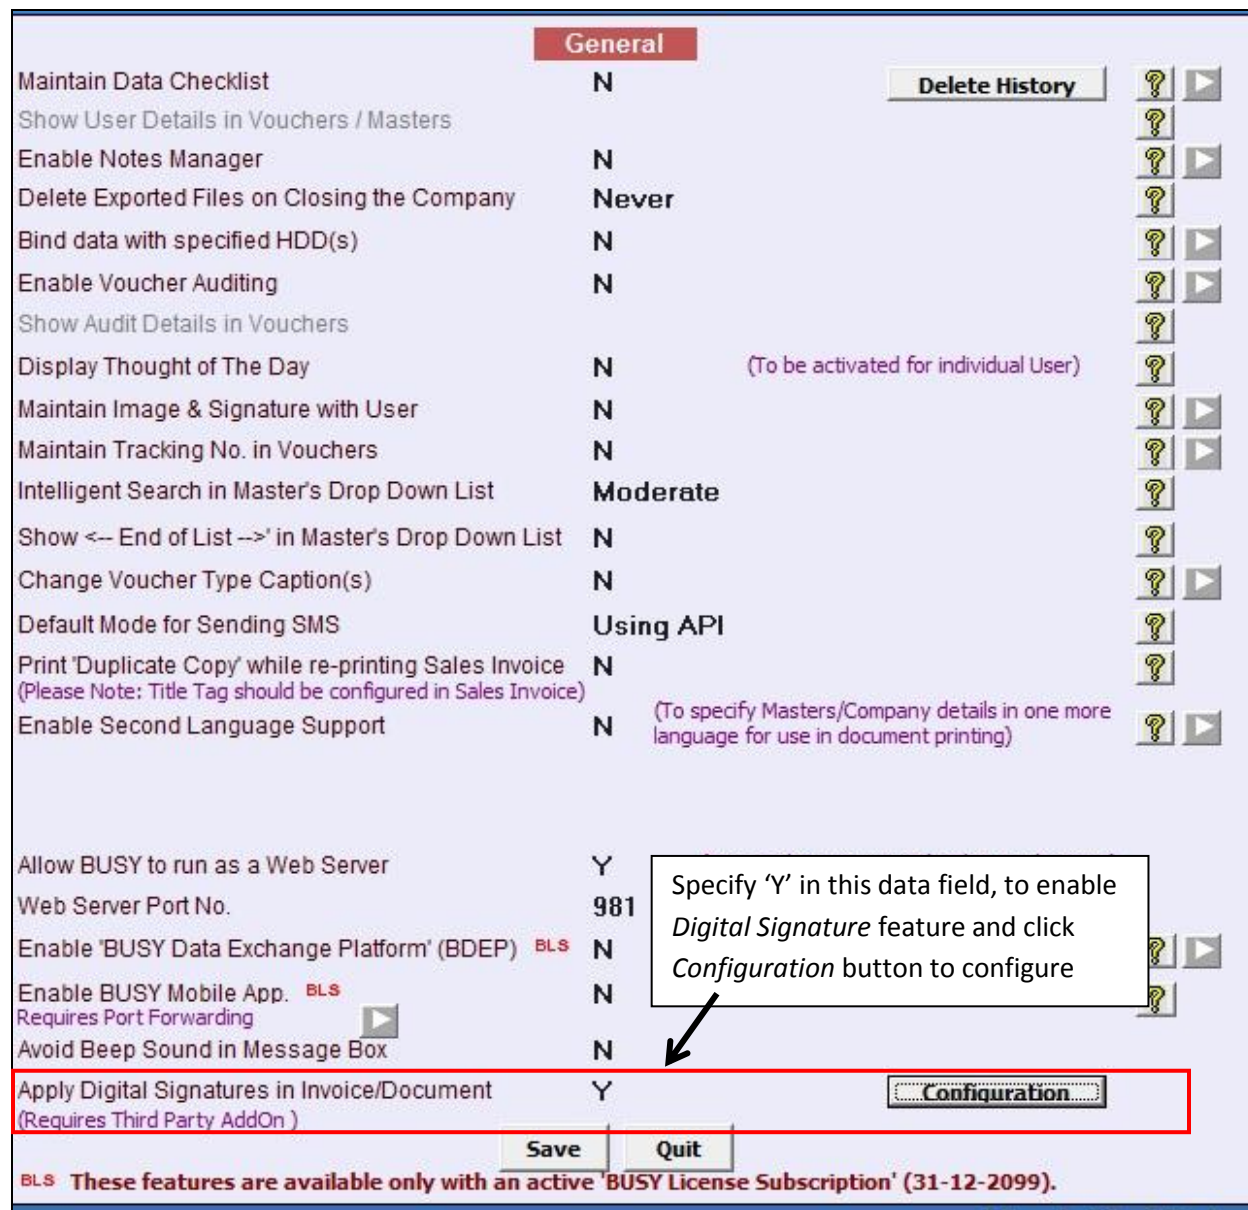 General
Maintain Data Checklist N Delete History ?
Show User Details in Vouchers / Masters ?
Enable Notes Manager N ?
Delete Exported Files on Closing the Company Never ?
Bind data with specified HDD(s) N ?
Enable Voucher Auditing N ?
Show Audit Details in Vouchers ?
Display Thought of The Day N (To be activated for individual User) ?
Maintain Image & Signature with User N ?
Maintain Tracking No. in Vouchers N ?
Intelligent Search in Master's Drop Down List Moderate ?
Show <-- End of List -->' in Master's Drop Down List N ?
Change Voucher Type Caption(s) N ?
Default Mode for Sending SMS Using API ?
Print 'Duplicate Copy' while re-printing Sales Invoice N ?
(Please Note: Title Tag should be configured in Sales Invoice)
Enable Second Language Support N (To specify Masters/Company details in one more ?
language for use in document printing)
Allow BUSY to run as a Web Server Y
Web Server Port No. 981
Specify ‘Y’ in this data field, to enable
Digital Signature feature and click
Configuration button to configure
Enable 'BUSY Data Exchange Platform' (BDEP) BLS N ?
Enable BUSY Mobile App. BLS N ?
Requires Port Forwarding
Avoid Beep Sound in Message Box N
Apply Digital Signatures in Invoice/Document Y Configuration
(Requires Third Party AddOn )
Save Quit
BLS These features are available only with an active 'BUSY License Subscription' (31-12-2099).